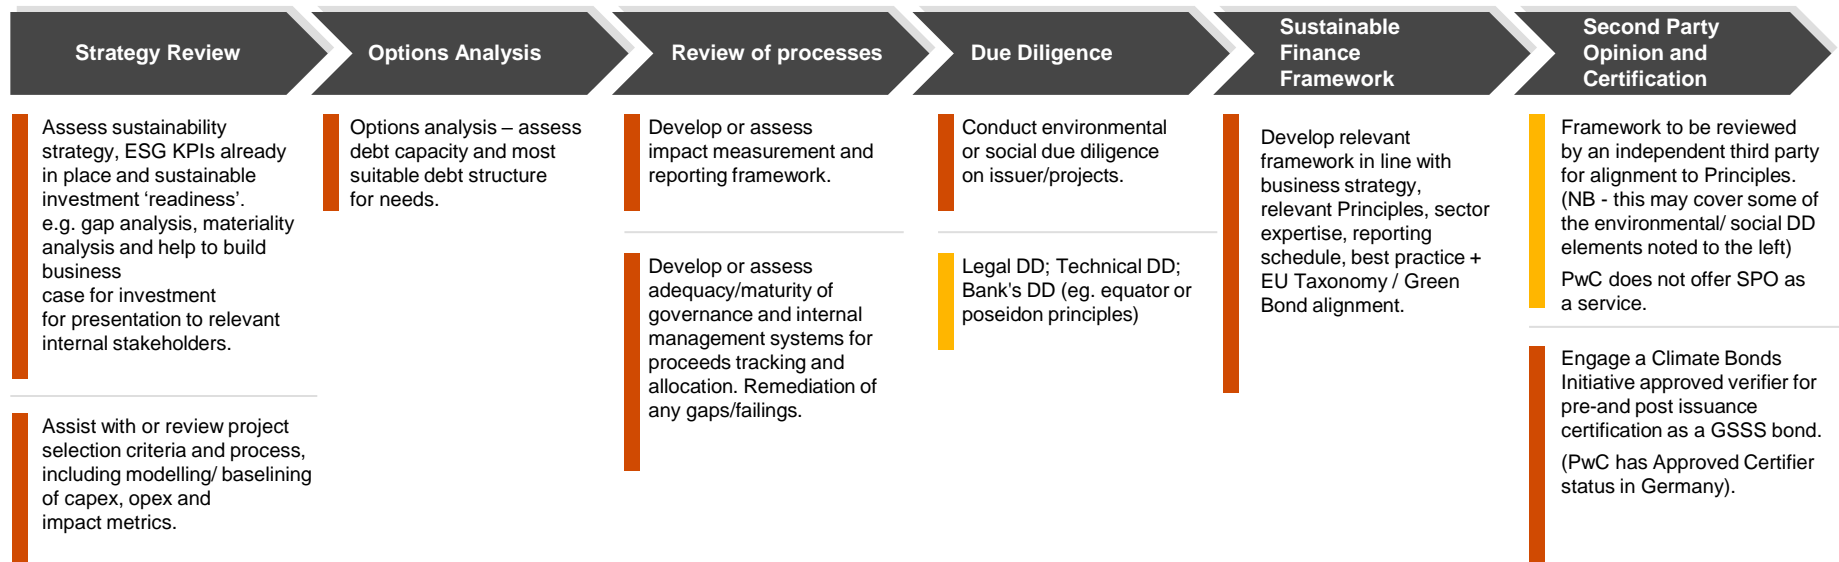 Strategy Review
Options Analysis
Review of processes
Due Diligence
Sustainable
Finance
Framework
Second Party
Opinion and
Certification
Assess sustainability
strategy, ESG KPIs already
in place and sustainable
investment ‘readiness’.
e.g. gap analysis, materiality
analysis and help to build
business
case for investment
for presentation to relevant
internal stakeholders.
Assist with or review project
selection criteria and process,
including modelling/ baselining
of capex, opex and
impact metrics.
Options analysis – assess
debt capacity and most
suitable debt structure
for needs.
Develop or assess
impact measurement and
reporting framework.
Develop or assess
adequacy/maturity of
governance and internal
management systems for
proceeds tracking and
allocation. Remediation of
any gaps/failings.
Conduct environmental
or social due diligence
on issuer/projects.
Legal DD; Technical DD;
Bank's DD (eg. equator or
poseidon principles)
Develop relevant
framework in line with
business strategy,
relevant Principles, sector
expertise, reporting
schedule, best practice +
EU Taxonomy / Green
Bond alignment.
Framework to be reviewed
by an independent third party
for alignment to Principles.
(NB - this may cover some of
the environmental/ social DD
elements noted to the left)
PwC does not offer SPO as
a service.
Engage a Climate Bonds
Initiative approved verifier for
pre-and post issuance
certification as a GSSS bond.
(PwC has Approved Certifier
status in Germany).